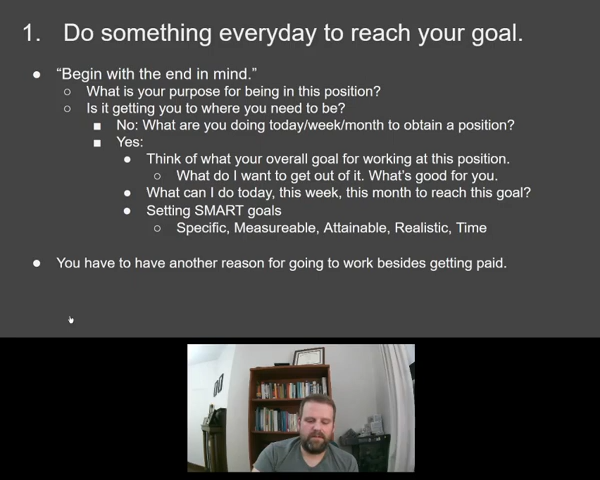 1. Do something everyday to reach your goal.
● “Begin with the end in mind.”
○ What is your purpose for being in this position?
○ Is it getting you to where you need to be?
■ No: What are you doing today/week/month to obtain a position?
■ Yes:
● Think of what your overall goal for working at this position.
○ What do I want to get out of it. What's good for you.
● What can I do today, this week, this month to reach this goal?
● Setting SMART goals
○ Specific, Measureable, Attainable, Realistic, Time
● You have to have another reason for going to work besides getting paid.